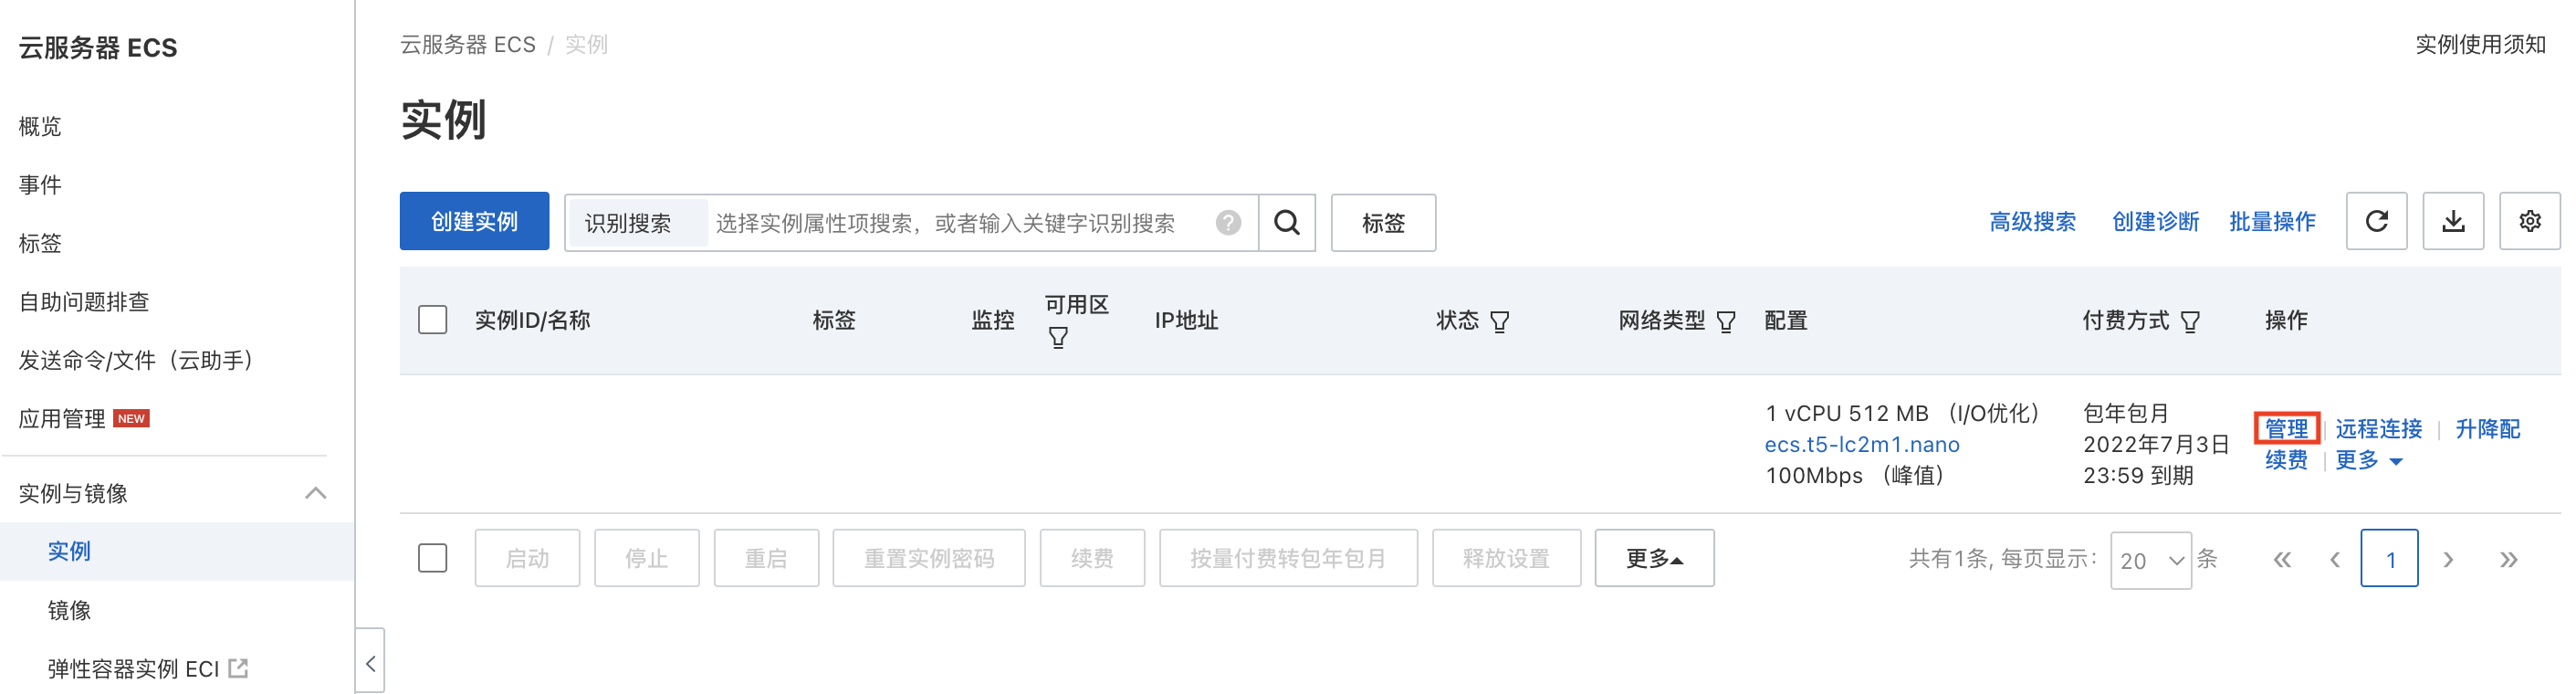 云服务器 ECS
概览
事件
标签
自助问题排查
发送命令/文件（云助手）
应用管理 NEW
实例与镜像
实例
镜像
弹性容器实例 ECI
云服务器 ECS / 实例
实例使用须知
实例
创建实例 识别搜索 选择实例属性项搜索，或者输入关键字识别搜索 ? 标签 高级搜索 创建诊断 批量操作
实例ID/名称 标签 监控 可用区 IP地址 状态 网络类型 配置 付费方式 操作
1 vCPU 512 MB （I/O优化）
ecs.t5-lc2m1.nano
100Mbps （峰值）
包年包月
2022年7月3日
23:59 到期
管理 | 远程连接 | 升降配
续费 | 更多
启动 停止 重启 重置实例密码 续费 按量付费转包年包月 释放设置 更多 共有1条, 每页显示: 20 条 « ‹ 1 › »